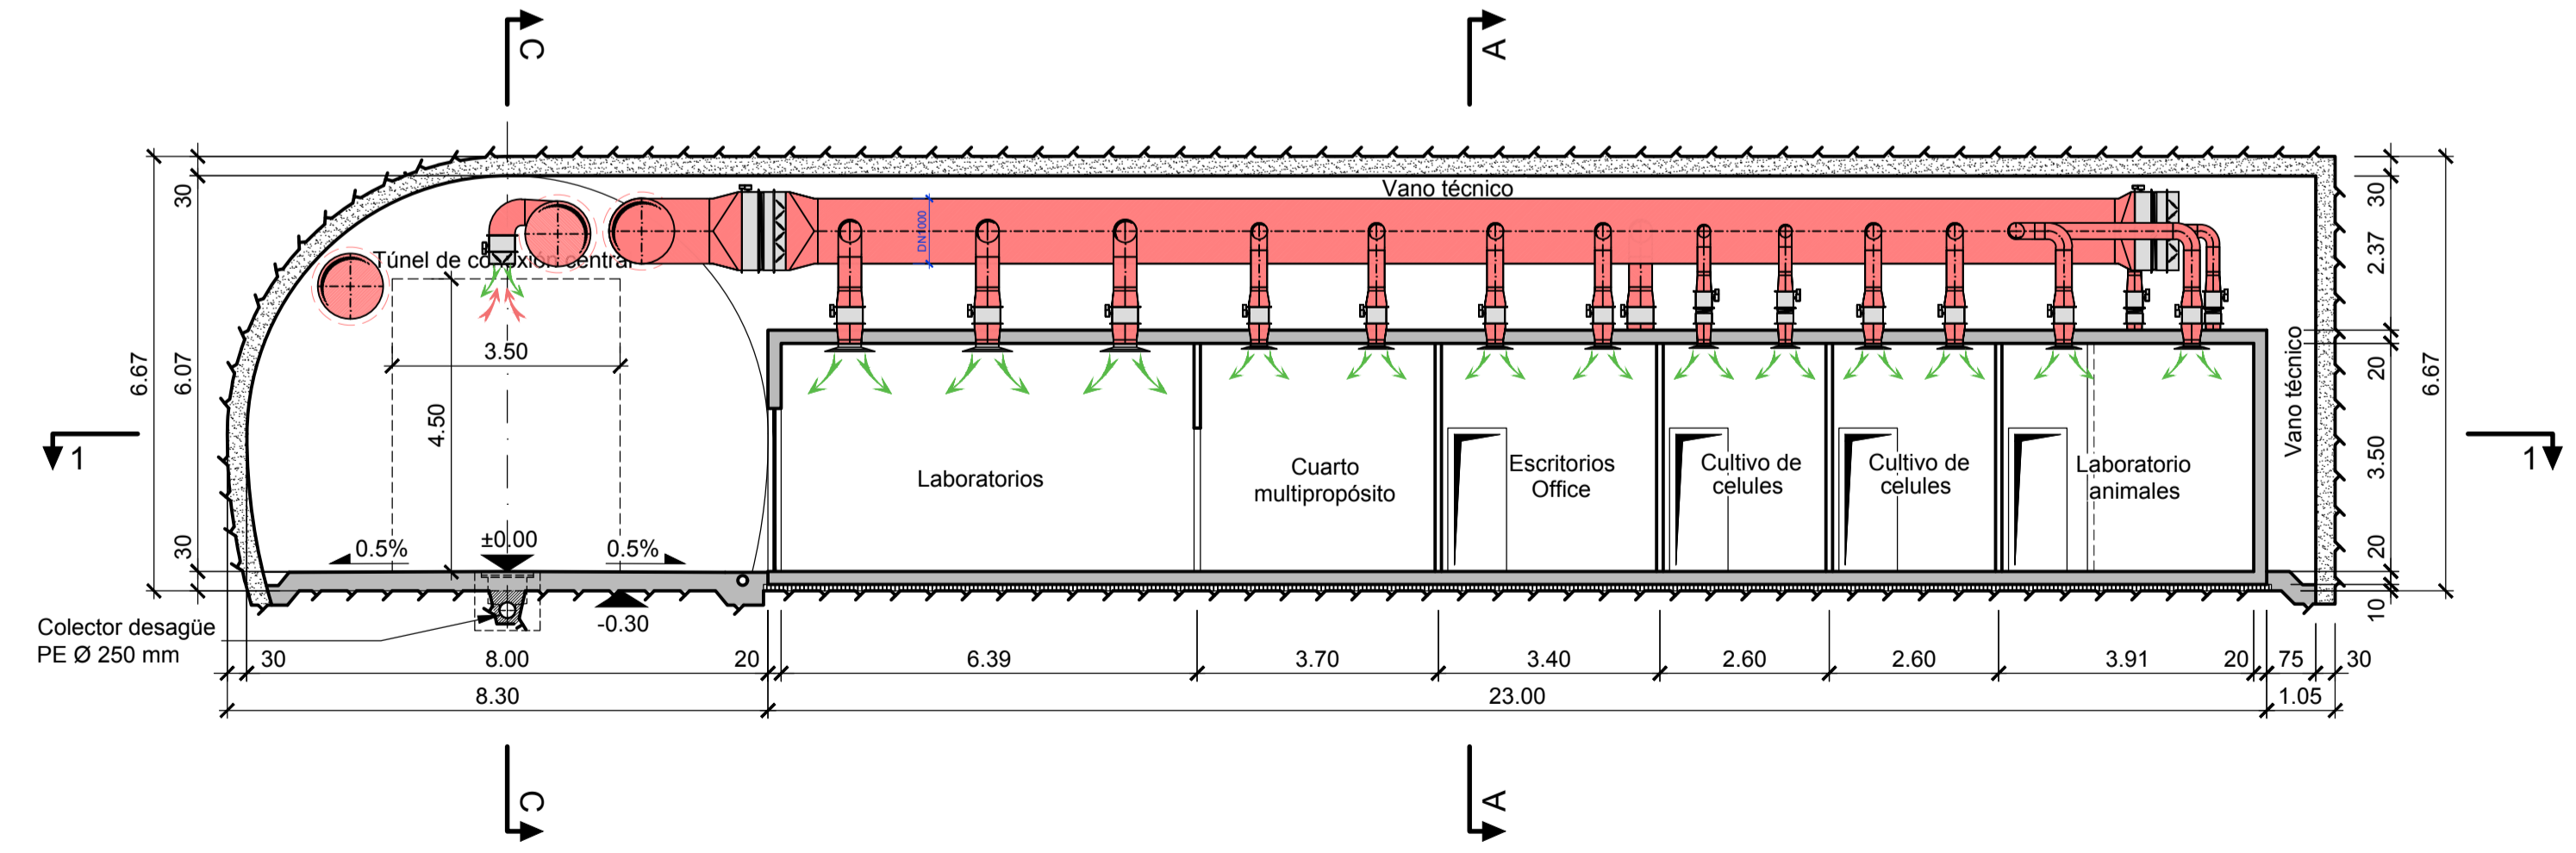 C
A
Vano técnico
30
30
DN1000
2.37
Túnel de conexión central
3.50
6.67
6.07
20
6.67
4.50
Vano técnico
1
1
3.50
Laboratorios
Cuarto
multipropósito
Escritorios
Office
Cultivo de
celules
Cultivo de
celules
Laboratorio
animales
30
0.5%
±0.00
0.5%
20
10
-0.30
Colector desagüe
PE Ø 250 mm
30
8.00
20
6.39
3.70
3.40
2.60
2.60
3.91
20
75
30
8.30
23.00
1.05
C
A